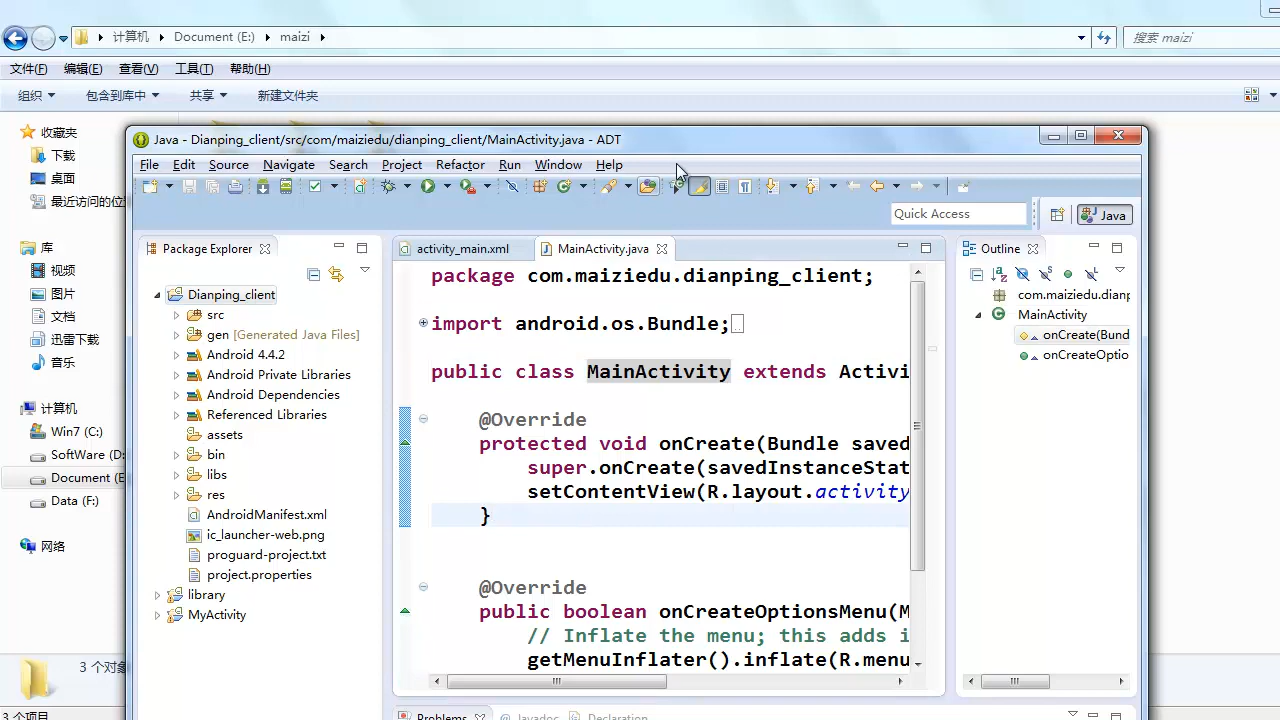 计算机 Document (E:) maizi 搜索 maizi
文件(F) 编辑(E) 查看(V) 工具(T) 帮助(H)
组织 包含到库中 共享 新建文件夹
收藏夹
下载
桌面
最近访问的位
库
视频
图片
文档
迅雷下载
音乐
计算机
Win7 (C:)
SoftWare (D:
Document (E
Data (F:)
网络
3 个对象
3 个项目
Java - Dianping_client/src/com/maiziedu/dianping_client/MainActivity.java - ADT
File Edit Source Navigate Search Project Refactor Run Window Help
Quick Access Java
Package Explorer
Dianping_client
src
gen [Generated Java Files]
Android 4.4.2
Android Private Libraries
Android Dependencies
Referenced Libraries
assets
bin
libs
res
AndroidManifest.xml
ic_launcher-web.png
proguard-project.txt
project.properties
library
MyActivity
activity_main.xml MainActivity.java
package com.maiziedu.dianping_client;
import android.os.Bundle;
public class MainActivity extends Activi
@Override
protected void onCreate(Bundle saved
super.onCreate(savedInstanceStat
setContentView(R.layout.activity
}
@Override
public boolean onCreateOptionsMenu(M
// Inflate the menu; this adds i
getMenuInflater().inflate(R.menu
Outline
com.maiziedu.dianp
MainActivity
onCreate(Bund
onCreateOptio
Problems Javadoc Declaration